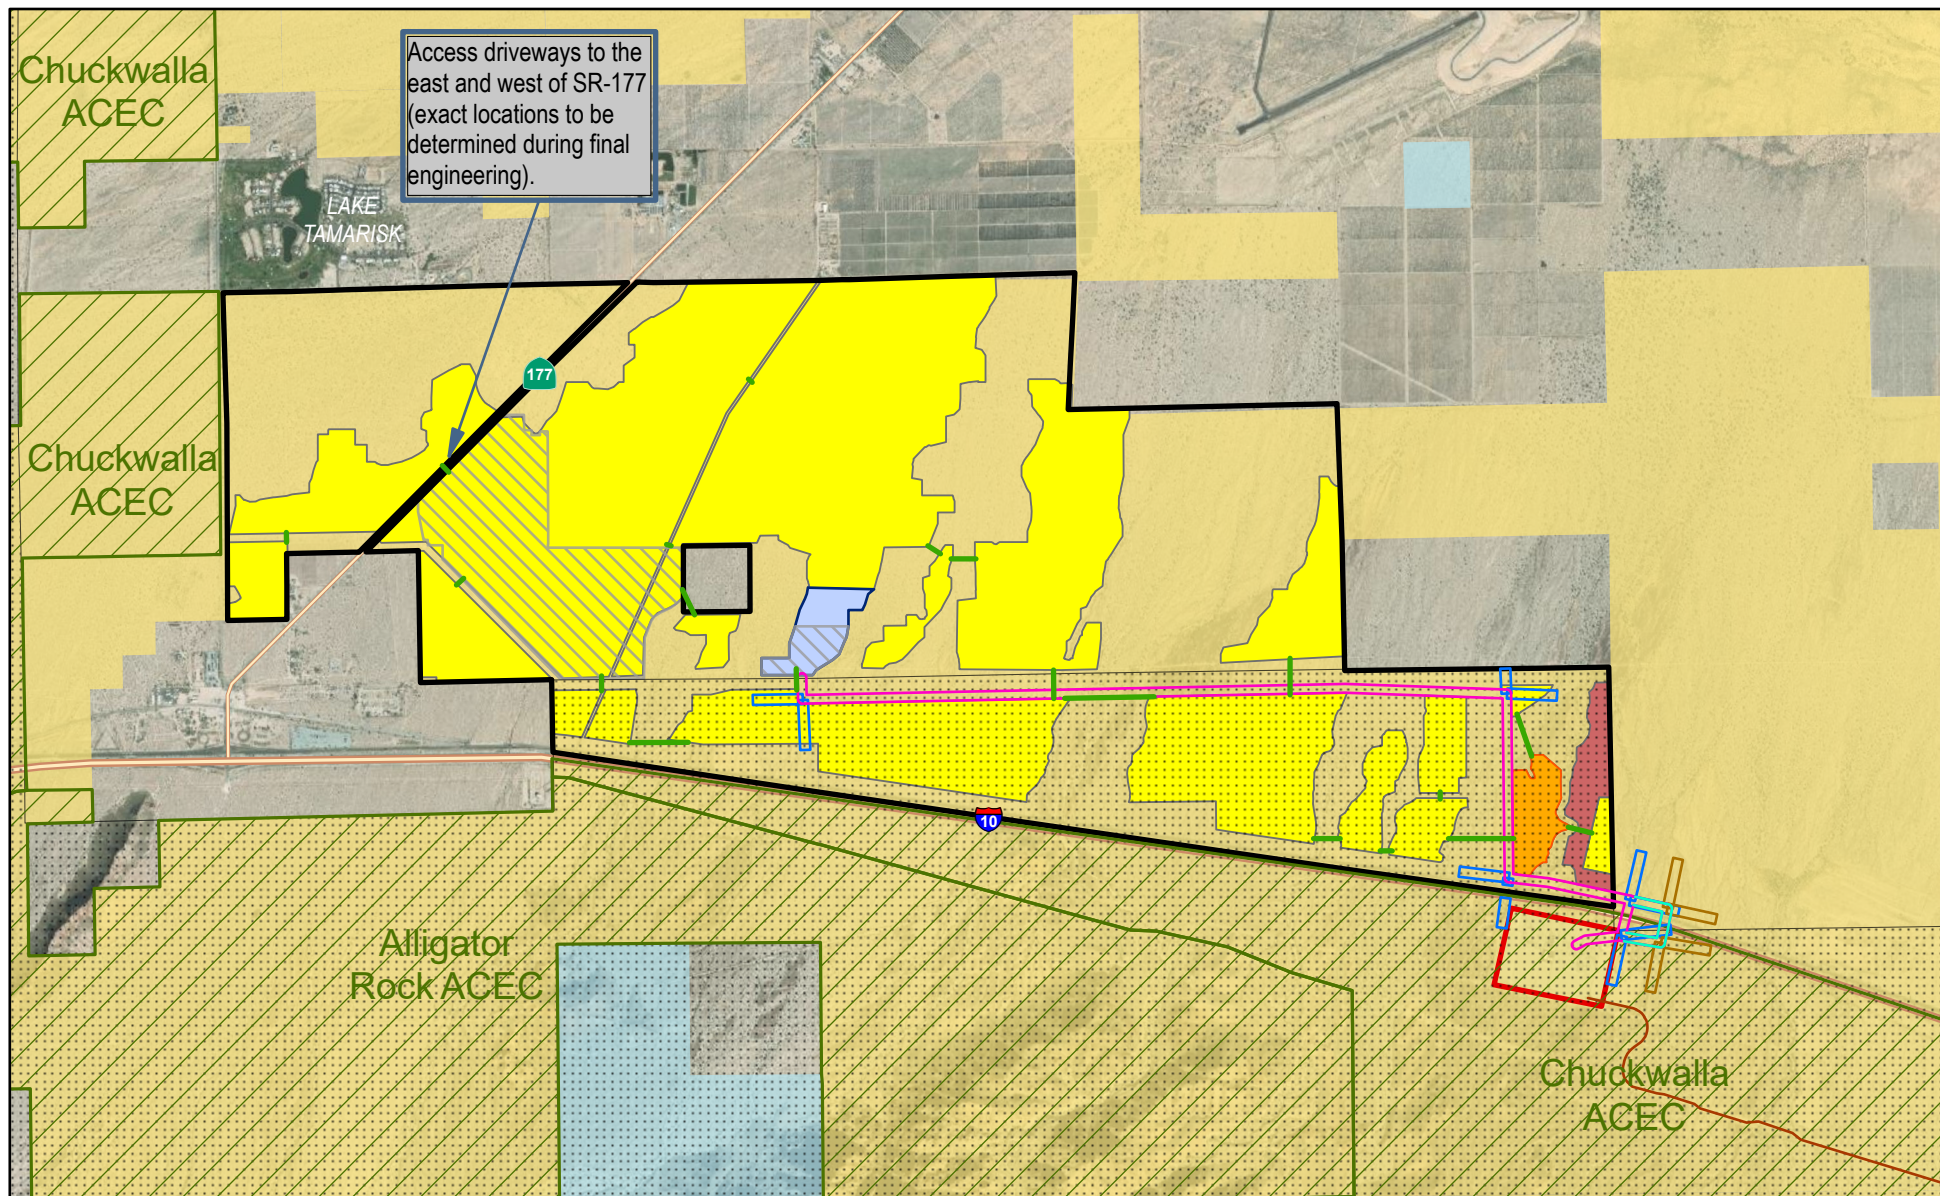 Chuckwalla
ACEC
Access driveways to the
east and west of SR-177
(exact locations to be
determined during final
engineering).
LAKE
TAMARISK
177
Chuckwalla
ACEC
10
Alligator
Rock ACEC
Chuckwalla
ACEC